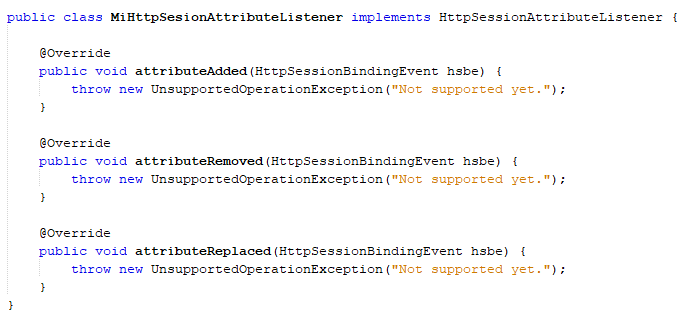 public class MiHttpSesionAttributeListener implements HttpSessionAttributeListener {
@Override
public void attributeAdded(HttpSessionBindingEvent hsbe) {
throw new UnsupportedOperationException("Not supported yet.");
}
@Override
public void attributeRemoved(HttpSessionBindingEvent hsbe) {
throw new UnsupportedOperationException("Not supported yet.");
}
@Override
public void attributeReplaced(HttpSessionBindingEvent hsbe) {
throw new UnsupportedOperationException("Not supported yet.");
}
}